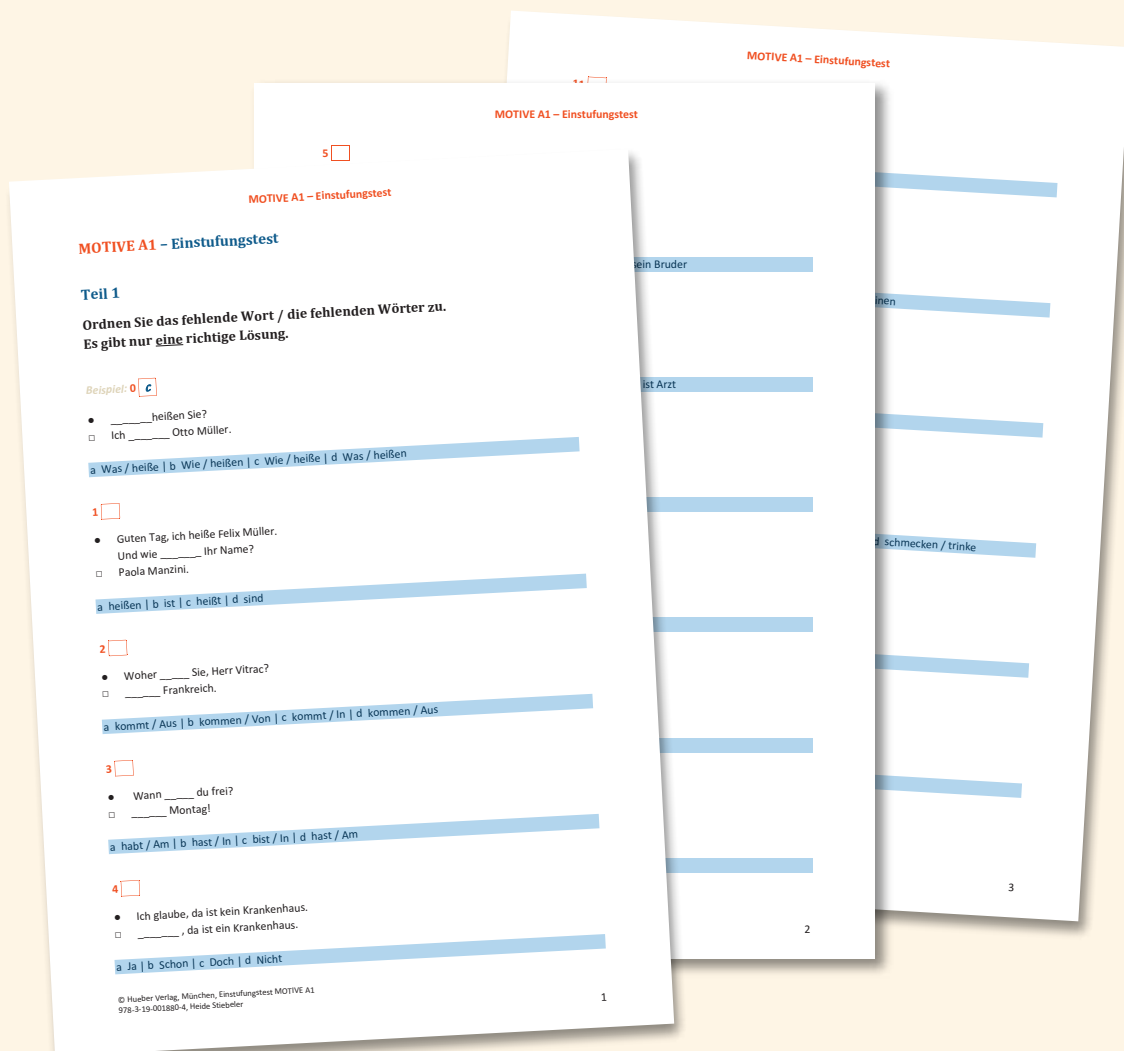 MOTIVE A1 – Einstufungstest
MOTIVE A1 – Einstufungstest
Teil 1
Ordnen Sie das fehlende Wort / die fehlenden Wörter zu.
Es gibt nur eine richtige Lösung.
Beispiel: 0 c
● _______heißen Sie?
□ Ich _______ Otto Müller.
a Was / heiße | b Wie / heißen | c Wie / heiße | d Was / heißen
1
● Guten Tag, ich heiße Felix Müller.
Und wie _______ Ihr Name?
□ Paola Manzini.
a heißen | b ist | c heißt | d sind
2
● Woher _____ Sie, Herr Vitrac?
□ ______ Frankreich.
a kommt / Aus | b kommen / Von | c kommt / In | d kommen / Aus
3
● Wann _____ du frei?
□ ______ Montag!
a habt / Am | b hast / In | c bist / In | d hast / Am
4
● Ich glaube, da ist kein Krankenhaus.
□ _______ , da ist ein Krankenhaus.
a Ja | b Schon | c Doch | d Nicht
© Hueber Verlag, München, Einstufungstest MOTIVE A1
978-3-19-001880-4, Heide Stiebeler
1
MOTIVE A1 – Einstufungstest
5
sein Bruder
ist Arzt
2
MOTIVE A1 – Einstufungstest
inen
d schmecken / trinke
3